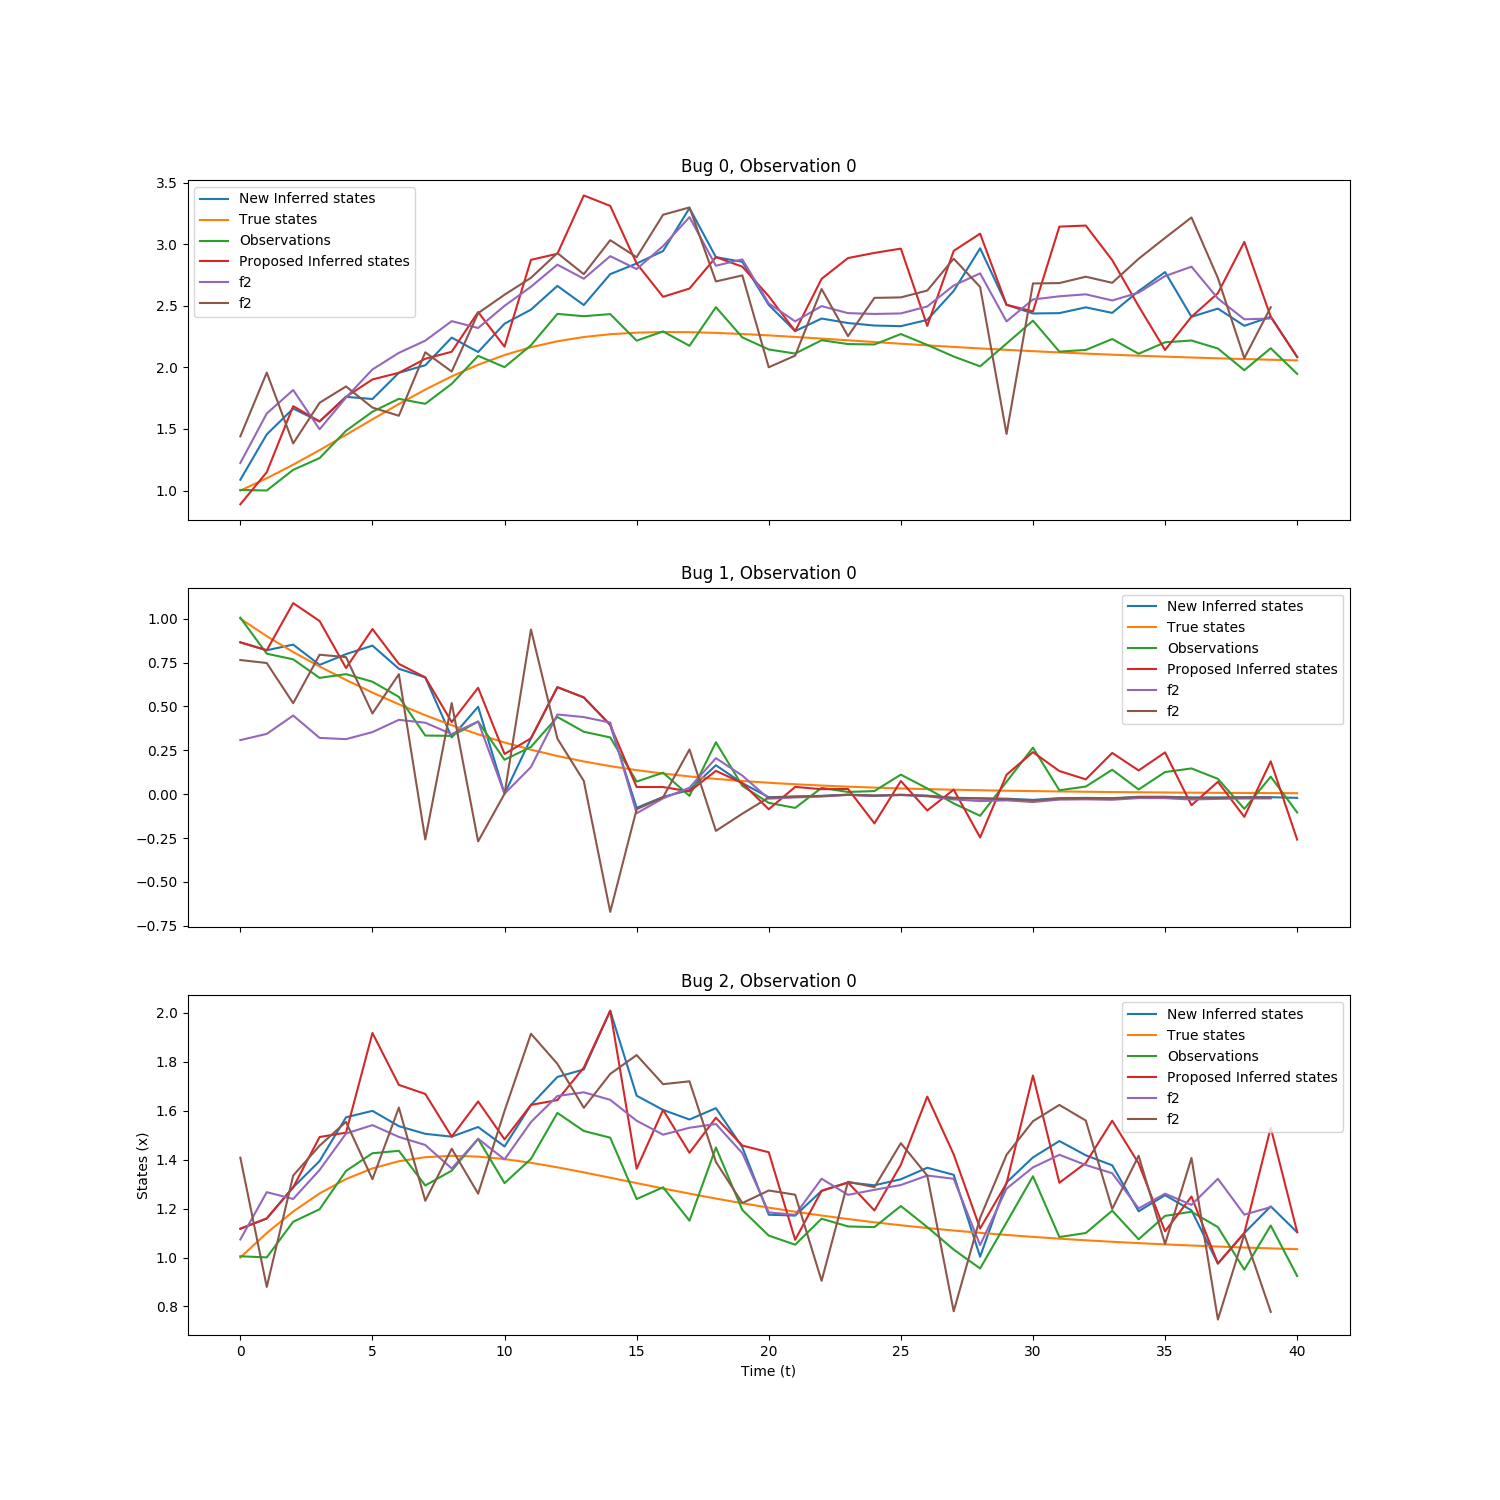 Bug 0, Observation 0
3.5
3.0
2.5
2.0
1.5
1.0
New Inferred states
True states
Observations
Proposed Inferred states
f2
f2
Bug 1, Observation 0
1.00
0.75
0.50
0.25
0.00
−0.25
−0.50
−0.75
New Inferred states
True states
Observations
Proposed Inferred states
f2
f2
Bug 2, Observation 0
States (x)
2.0
1.8
1.6
1.4
1.2
1.0
0.8
New Inferred states
True states
Observations
Proposed Inferred states
f2
f2
0 5 10 15 20 25 30 35 40
Time (t)